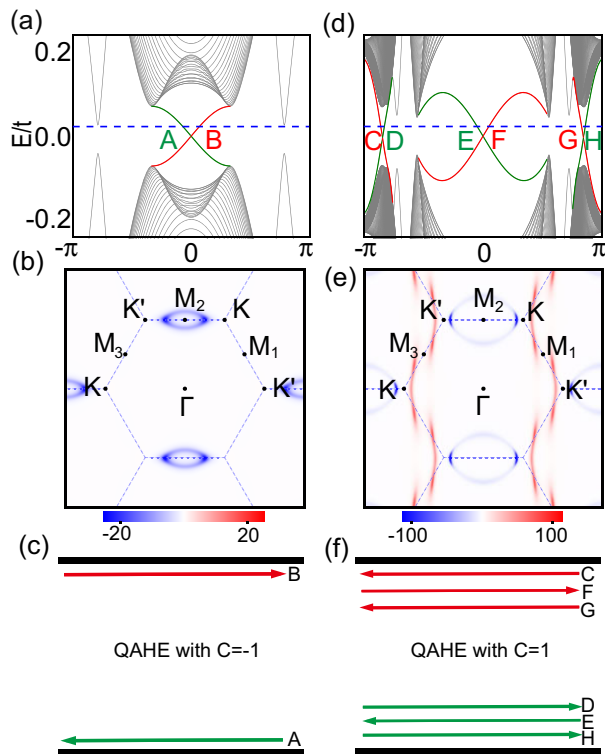 (a)
0.2
E/t
0.0
-0.2
A
B
-π
0
π
(d)
C
D
E
F
G
H
-π
0
π
(b)
K'
M2
K
M3
M1
K
Γ
K'
-20
20
(e)
K'
M2
K
M3
M1
K
Γ
K'
-100
100
(c)
B
QAHE with C=-1
A
(f)
C
F
G
QAHE with C=1
D
E
H